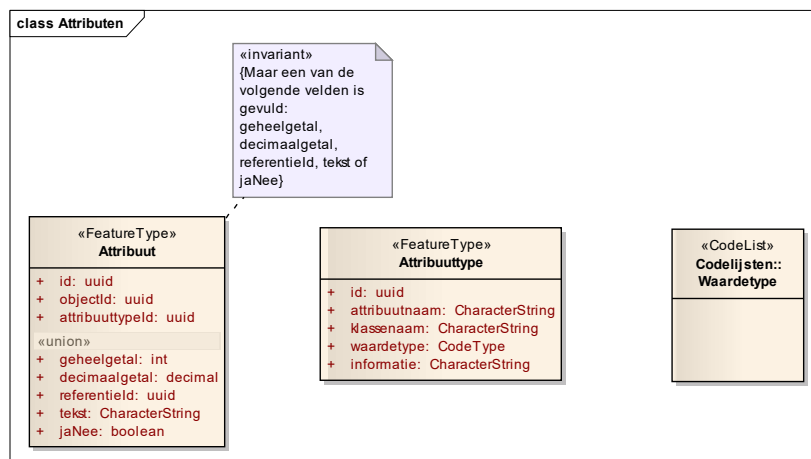 class Attributen
«invariant»
{Maar een van de
volgende velden is
gevuld:
geheelgetal,
decimaalgetal,
referentieId, tekst of
jaNee}
«FeatureType»
Attribuut
+ id: uuid
+ objectId: uuid
+ attribuuttypeId: uuid
«union»
+ geheelgetal: int
+ decimaalgetal: decimal
+ referentieId: uuid
+ tekst: CharacterString
+ jaNee: boolean
«FeatureType»
Attribuuttype
+ id: uuid
+ attribuutnaam: CharacterString
+ klassenaam: CharacterString
+ waardetype: CodeType
+ informatie: CharacterString
«CodeList»
Codelijsten::
Waardetype